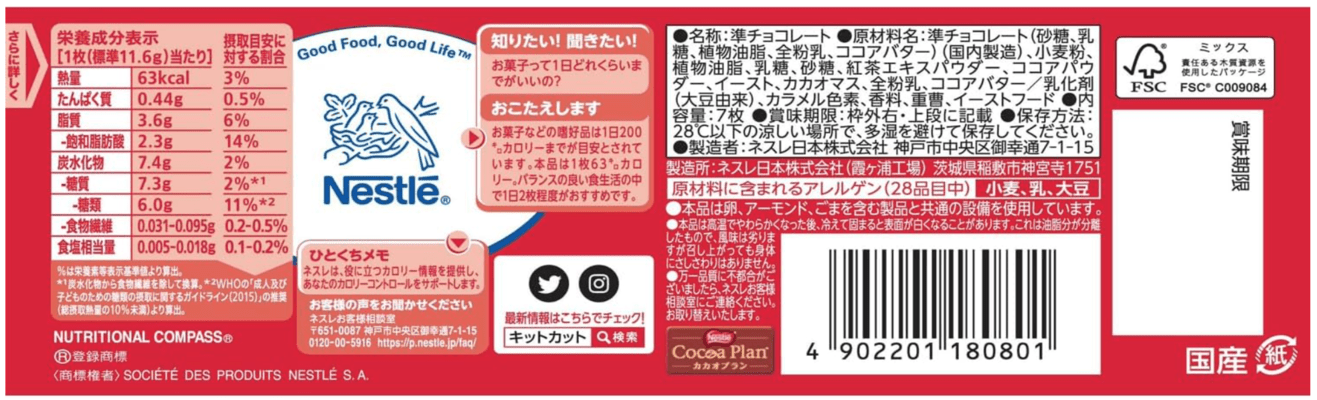 さらに詳しく
栄養成分表示
[1枚(標準11.6g)当たり]
摂取目安に
対する割合
熱量 63kcal 3%
たんぱく質 0.44g 0.5%
脂質 3.6g 6%
-飽和脂肪酸 2.3g 14%
炭水化物 7.4g 2%
-糖質 7.3g 2%*1
-糖類 6.0g 11%*2
-食物繊維 0.031-0.095g 0.2-0.5%
食塩相当量 0.005-0.018g 0.1-0.2%
%は栄養素等表示基準値より算出。
*1炭水化物から食物繊維を除して換算。*2WHOの「成人及び
子どものための糖類の摂取に関するガイドライン(2015)」の推奨
(総摂取熱量の10%未満)より算出。
NUTRITIONAL COMPASS®
Ⓡ登録商標
〈商標権者〉SOCIÉTÉ DES PRODUITS NESTLÉ S.A.
Good Food, Good Life™
Nestlé®
知りたい!聞きたい!
お菓子って1日どれくらいま
でがいいの?
おこたえします
お菓子などの嗜好品は1日200
㌔カロリーまでが目安とされて
います。本品は1枚63㌔カロ
リー。バランスの良い食生活の中
で1日2枚程度がおすすめです。
ひとくちメモ
ネスレは、役に立つカロリー情報を提供し、
あなたのカロリーコントロールをサポートします。
お客様の声をお聞かせください
ネスレお客様相談室
〒651-0087 神戸市中央区御幸通7-1-15
0120-00-5916 https://p.nestle.jp/faq/
最新情報はこちらでチェック!
キットカット 検索
●名称:準チョコレート ●原材料名:準チョコレート(砂糖、乳
糖、植物油脂、全粉乳、ココアバター)(国内製造)、小麦粉、
植物油脂、乳糖、砂糖、紅茶エキスパウダー、ココアパウ
ダー、イースト、カカオマス、全粉乳、ココアバター/乳化剤
(大豆由来)、カラメル色素、香料、重曹、イーストフード ●内
容量:7枚 ●賞味期限:枠外右・上段に記載 ●保存方法:
28℃以下の涼しい場所で、多湿を避けて保存してください。
●製造者:ネスレ日本株式会社 神戸市中央区御幸通7-1-15
製造所:ネスレ日本株式会社(霞ヶ浦工場) 茨城県稲敷市神宮寺1751
原材料に含まれるアレルゲン(28品目中) 小麦、乳、大豆
●本品は卵、アーモンド、ごまを含む製品と共通の設備を使用しています。
●本品は高温でやわらかくなった後、冷えて固まると表面が白くなることがあります。これは油脂分が分離
したもので、風味は劣りま
すが召し上がっても身体
にさしさわりはありません。
●万一品質に不都合がご
ざいましたら、ネスレお客様
相談室にご連絡ください。
お取り替えいたします。
Nestlé
Cocoa Plan
カカオプラン
4 902201 180801
FSC
ミックス
責任ある木質資源を
使用したパッケージ
FSC® C009084
賞味期限
国産
紙